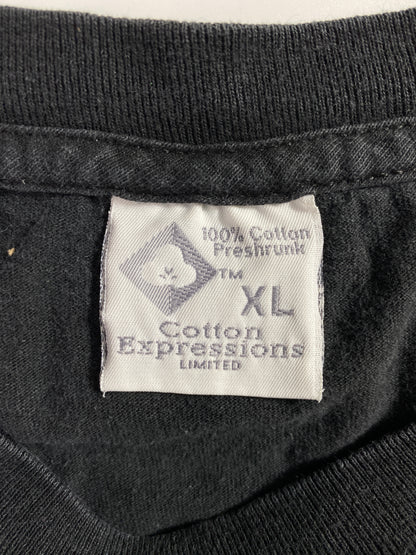 100% Cotton
Preshrunk
™
XL
Cotton
Expressions
LIMITED